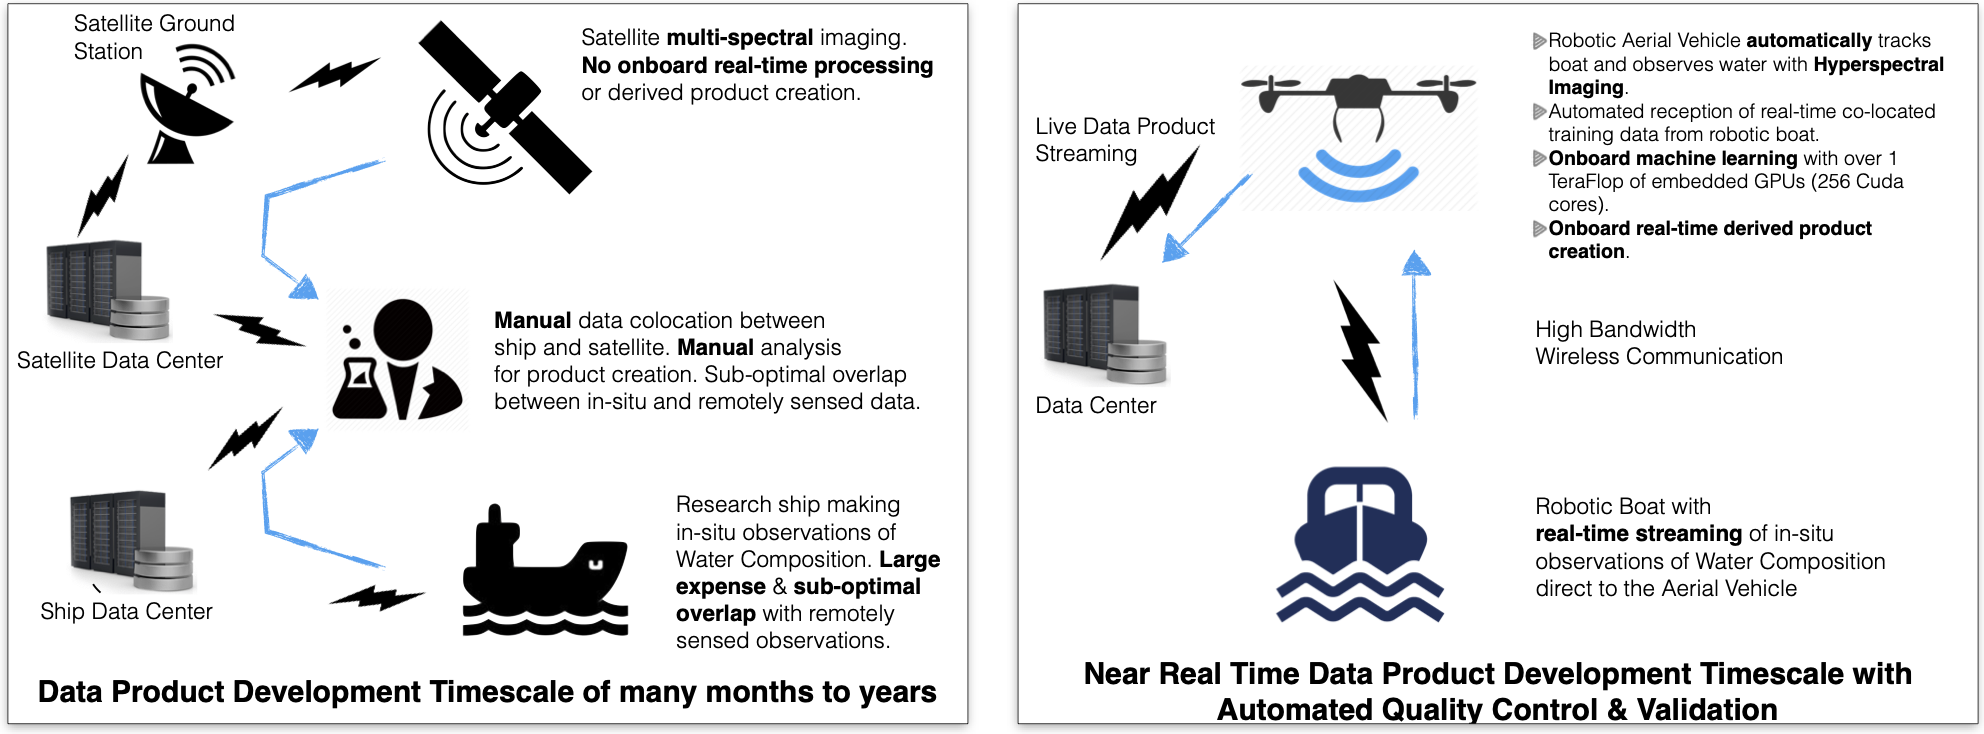 Satellite Ground
Station
Satellite multi-spectral imaging.
No onboard real-time processing
or derived product creation.
Satellite Data Center
Manual data colocation between
ship and satellite. Manual analysis
for product creation. Sub-optimal overlap
between in-situ and remotely sensed data.
Ship Data Center
Research ship making
in-situ observations of
Water Composition. Large
expense & sub-optimal
overlap with remotely
sensed observations.
Data Product Development Timescale of many months to years
Robotic Aerial Vehicle automatically tracks
boat and observes water with Hyperspectral
Imaging.
Automated reception of real-time co-located
training data from robotic boat.
Onboard machine learning with over 1
TeraFlop of embedded GPUs (256 Cuda
cores).
Onboard real-time derived product
creation.
Live Data Product
Streaming
Data Center
High Bandwidth
Wireless Communication
Robotic Boat with
real-time streaming of in-situ
observations of Water Composition
direct to the Aerial Vehicle
Near Real Time Data Product Development Timescale with
Automated Quality Control & Validation